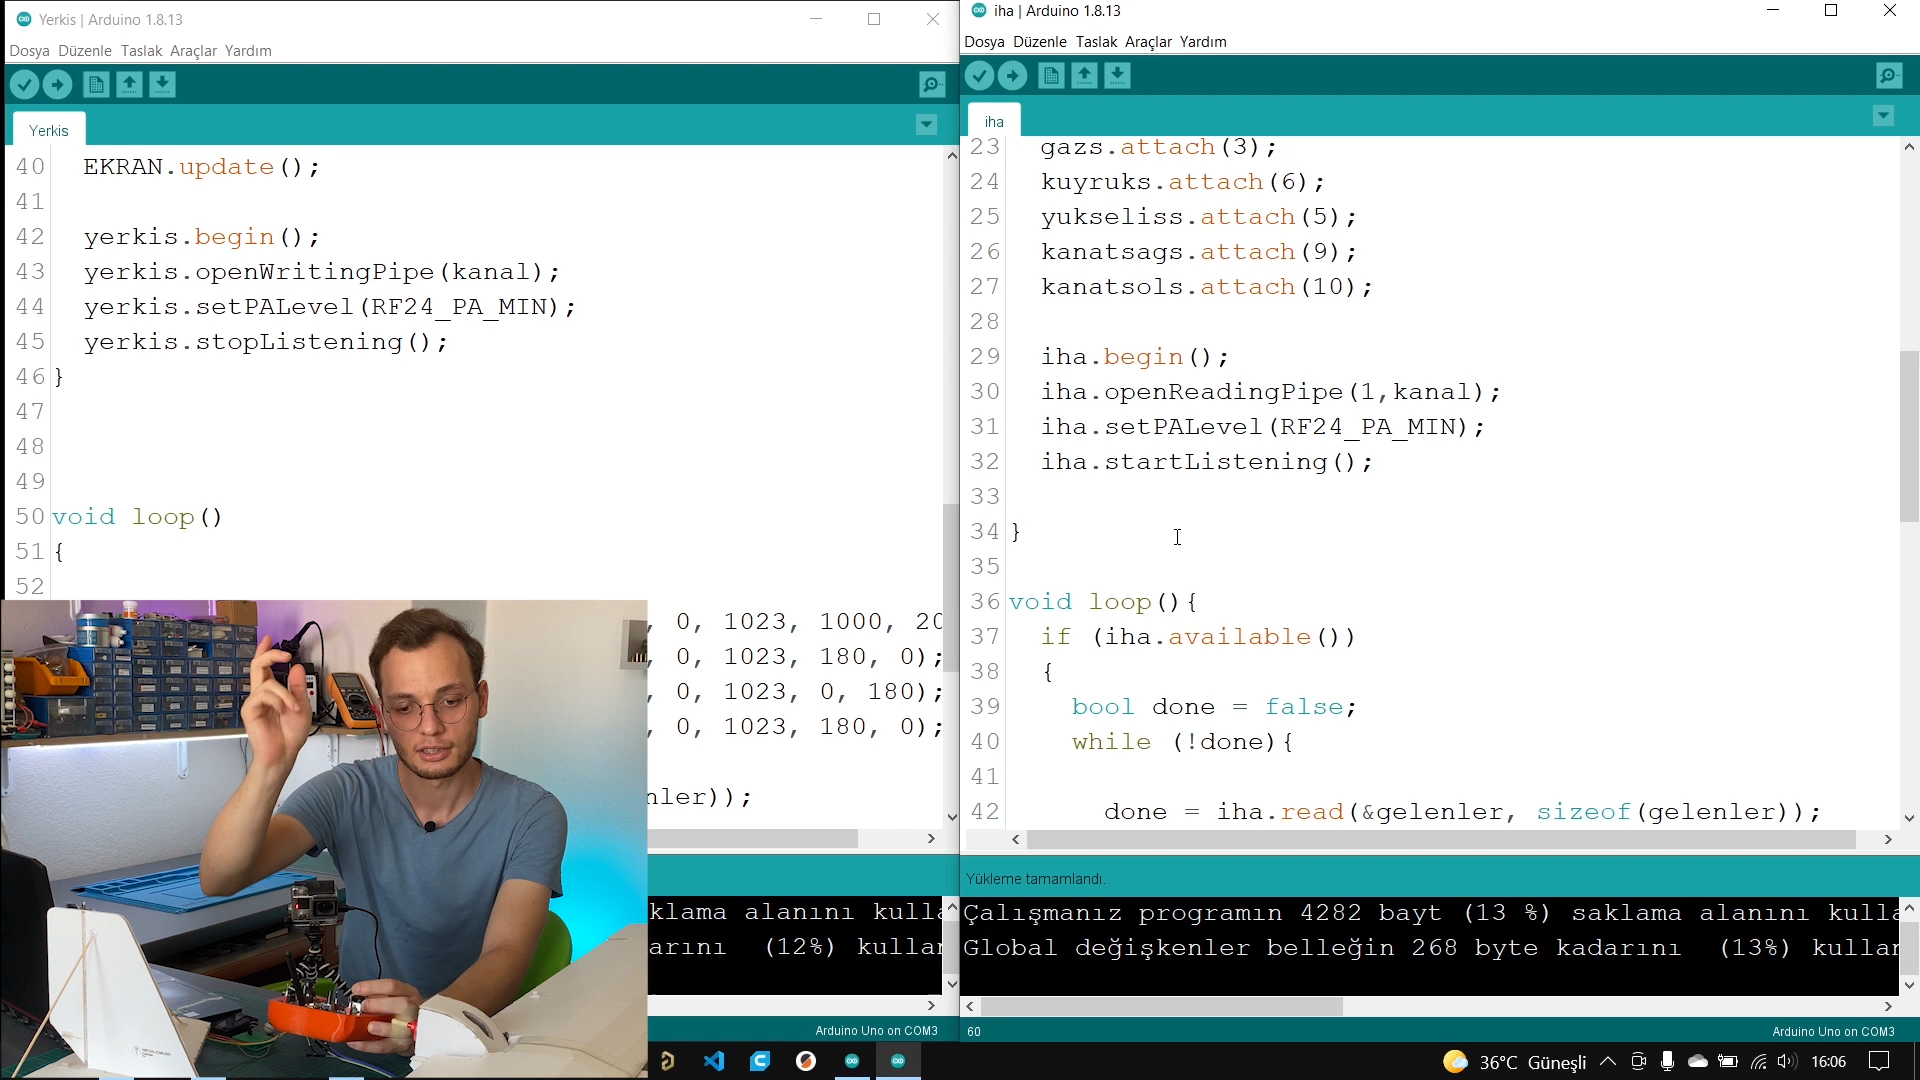 Yerkis | Arduino 1.8.13
Dosya Düzenle Taslak Araçlar Yardım
Yerkis
40 EKRAN.update();
41
42 yerkis.begin();
43 yerkis.openWritingPipe(kanal);
44 yerkis.setPALevel(RF24_PA_MIN);
45 yerkis.stopListening();
46 }
47
48
49
50 void loop()
51 {
52
, 0, 1023, 1000, 20
, 0, 1023, 180, 0);
, 0, 1023, 0, 180);
, 0, 1023, 180, 0);
nler));
klama alanını kulla
arını (12%) kullan
Arduino Uno on COM3
iha | Arduino 1.8.13
Dosya Düzenle Taslak Araçlar Yardım
iha
23 gazs.attach(3);
24 kuyruks.attach(6);
25 yukseliss.attach(5);
26 kanatsags.attach(9);
27 kanatsols.attach(10);
28
29 iha.begin();
30 iha.openReadingPipe(1,kanal);
31 iha.setPALevel(RF24_PA_MIN);
32 iha.startListening();
33
34 }
35
36 void loop(){
37 if (iha.available())
38 {
39 bool done = false;
40 while (!done){
41
42 done = iha.read(&gelenler, sizeof(gelenler));
Yükleme tamamlandı.
Çalışmanız programın 4282 bayt (13 %) saklama alanını kulla
Global değişkenler belleğin 268 byte kadarını (13%) kullan
60
Arduino Uno on COM3
36°C Güneşli
16:06